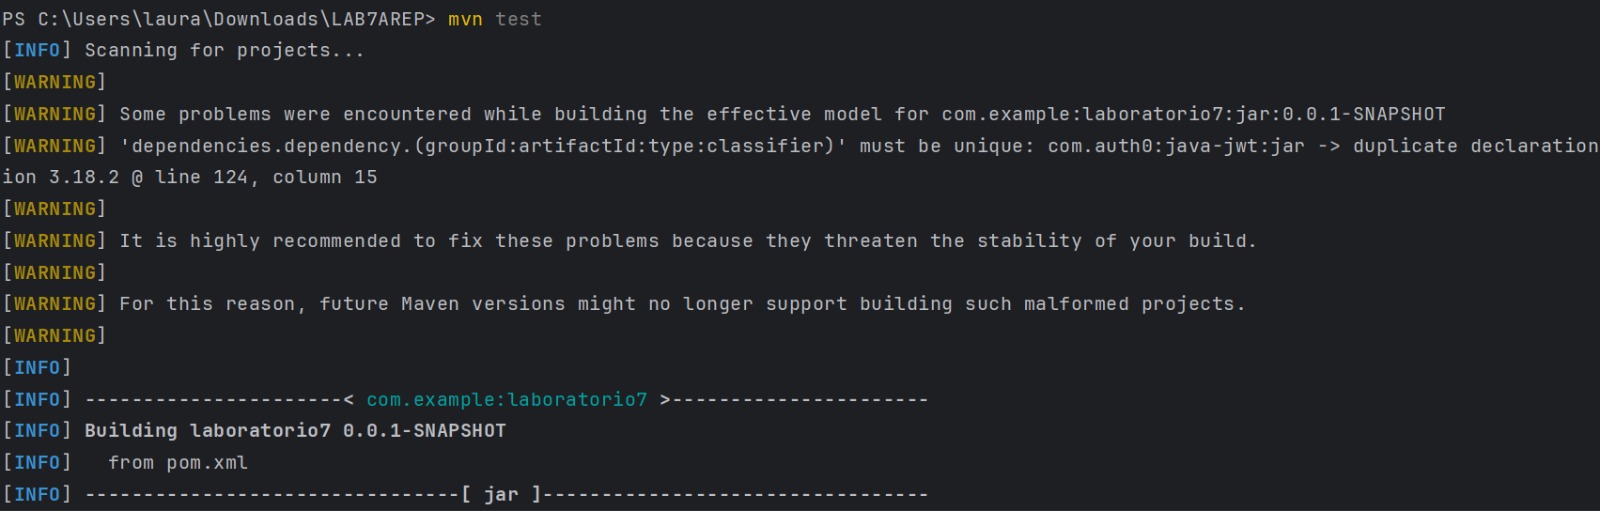 PS C:\Users\laura\Downloads\LAB7AREP> mvn test
[INFO] Scanning for projects...
[WARNING]
[WARNING] Some problems were encountered while building the effective model for com.example:laboratorio7:jar:0.0.1-SNAPSHOT
[WARNING] 'dependencies.dependency.(groupId:artifactId:type:classifier)' must be unique: com.auth0:java-jwt:jar -> duplicate declaration
ion 3.18.2 @ line 124, column 15
[WARNING]
[WARNING] It is highly recommended to fix these problems because they threaten the stability of your build.
[WARNING]
[WARNING] For this reason, future Maven versions might no longer support building such malformed projects.
[WARNING]
[INFO]
[INFO] ----------------------< com.example:laboratorio7 >----------------------
[INFO] Building laboratorio7 0.0.1-SNAPSHOT
[INFO]   from pom.xml
[INFO] --------------------------------[ jar ]---------------------------------